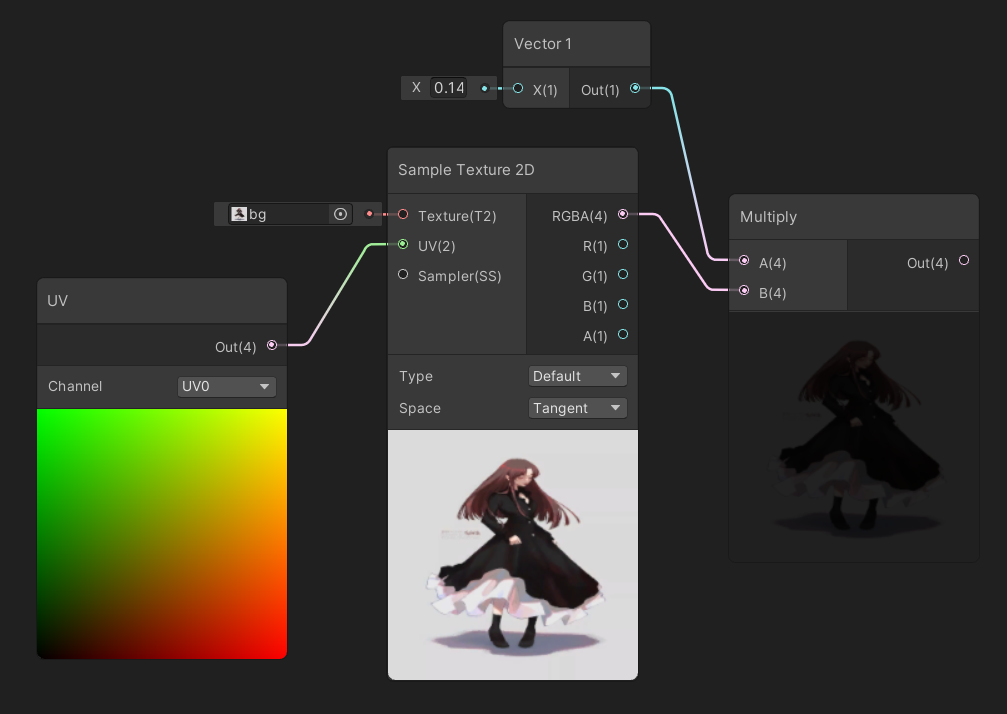 Vector 1
X 0.14
X(1) Out(1)
Sample Texture 2D
bg
Texture(T2) RGBA(4)
UV(2) R(1)
Sampler(SS) G(1)
B(1)
A(1)
Type Default
Space Tangent
UV
Out(4)
Channel UV0
Multiply
A(4) Out(4)
B(4)